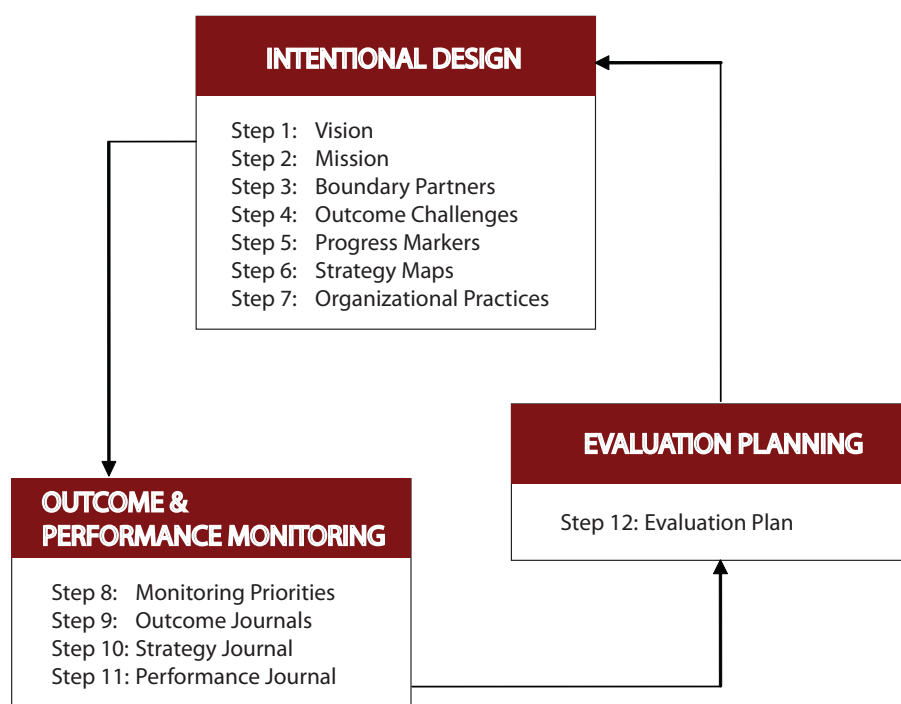 INTENTIONAL DESIGN
Step 1: Vision
Step 2: Mission
Step 3: Boundary Partners
Step 4: Outcome Challenges
Step 5: Progress Markers
Step 6: Strategy Maps
Step 7: Organizational Practices
EVALUATION PLANNING
Step 12: Evaluation Plan
OUTCOME &
PERFORMANCE MONITORING
Step 8: Monitoring Priorities
Step 9: Outcome Journals
Step 10: Strategy Journal
Step 11: Performance Journal